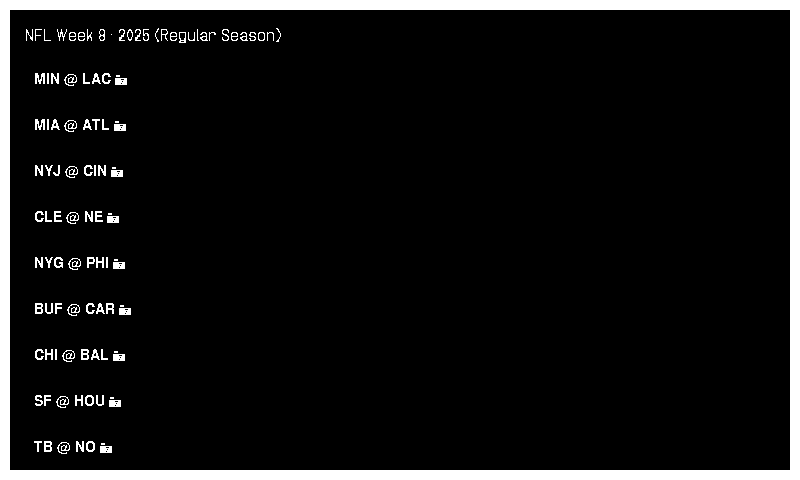 NFL Week 8 · 2025 (Regular Season)
MIN @ LAC
MIA @ ATL
NYJ @ CIN
CLE @ NE
NYG @ PHI
BUF @ CAR
CHI @ BAL
SF @ HOU
TB @ NO